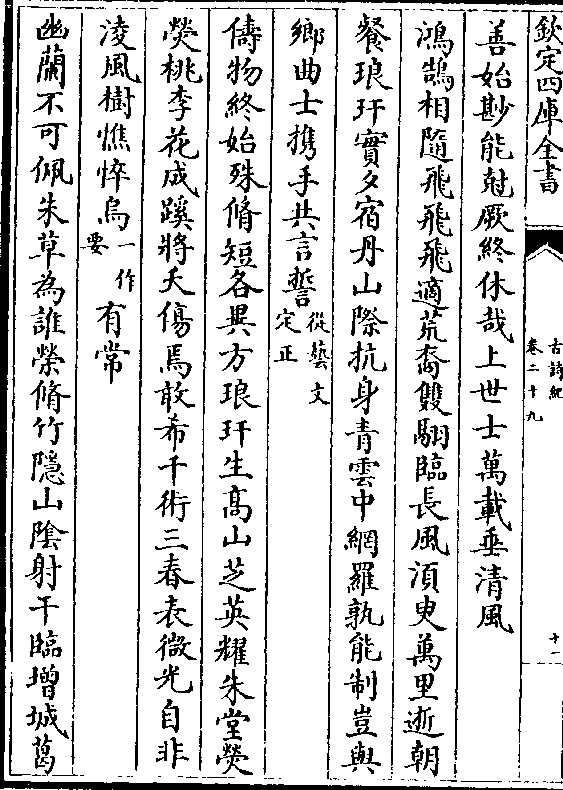 欽定四庫全書
古詩紀
卷二十九
十一
善始尠能尅厥終休哉上世士萬載垂清風
鴻鵠相隨飛飛飛適荒裔雙翮臨長風須臾萬里逝朝
餐琅玕實夕宿丹山際抗身青雲中網羅孰能制豈與
鄉曲士携手共言誓從藝文定正
儔物終始殊脩短各異方琅玕生髙山芝英耀朱堂熒
熒桃李花成蹊將夭傷焉敢希千術三春表微光自非
凌風樹憔悴烏一作要有常
幽蘭不可佩朱草為誰榮脩竹隱山隂射干臨增城葛